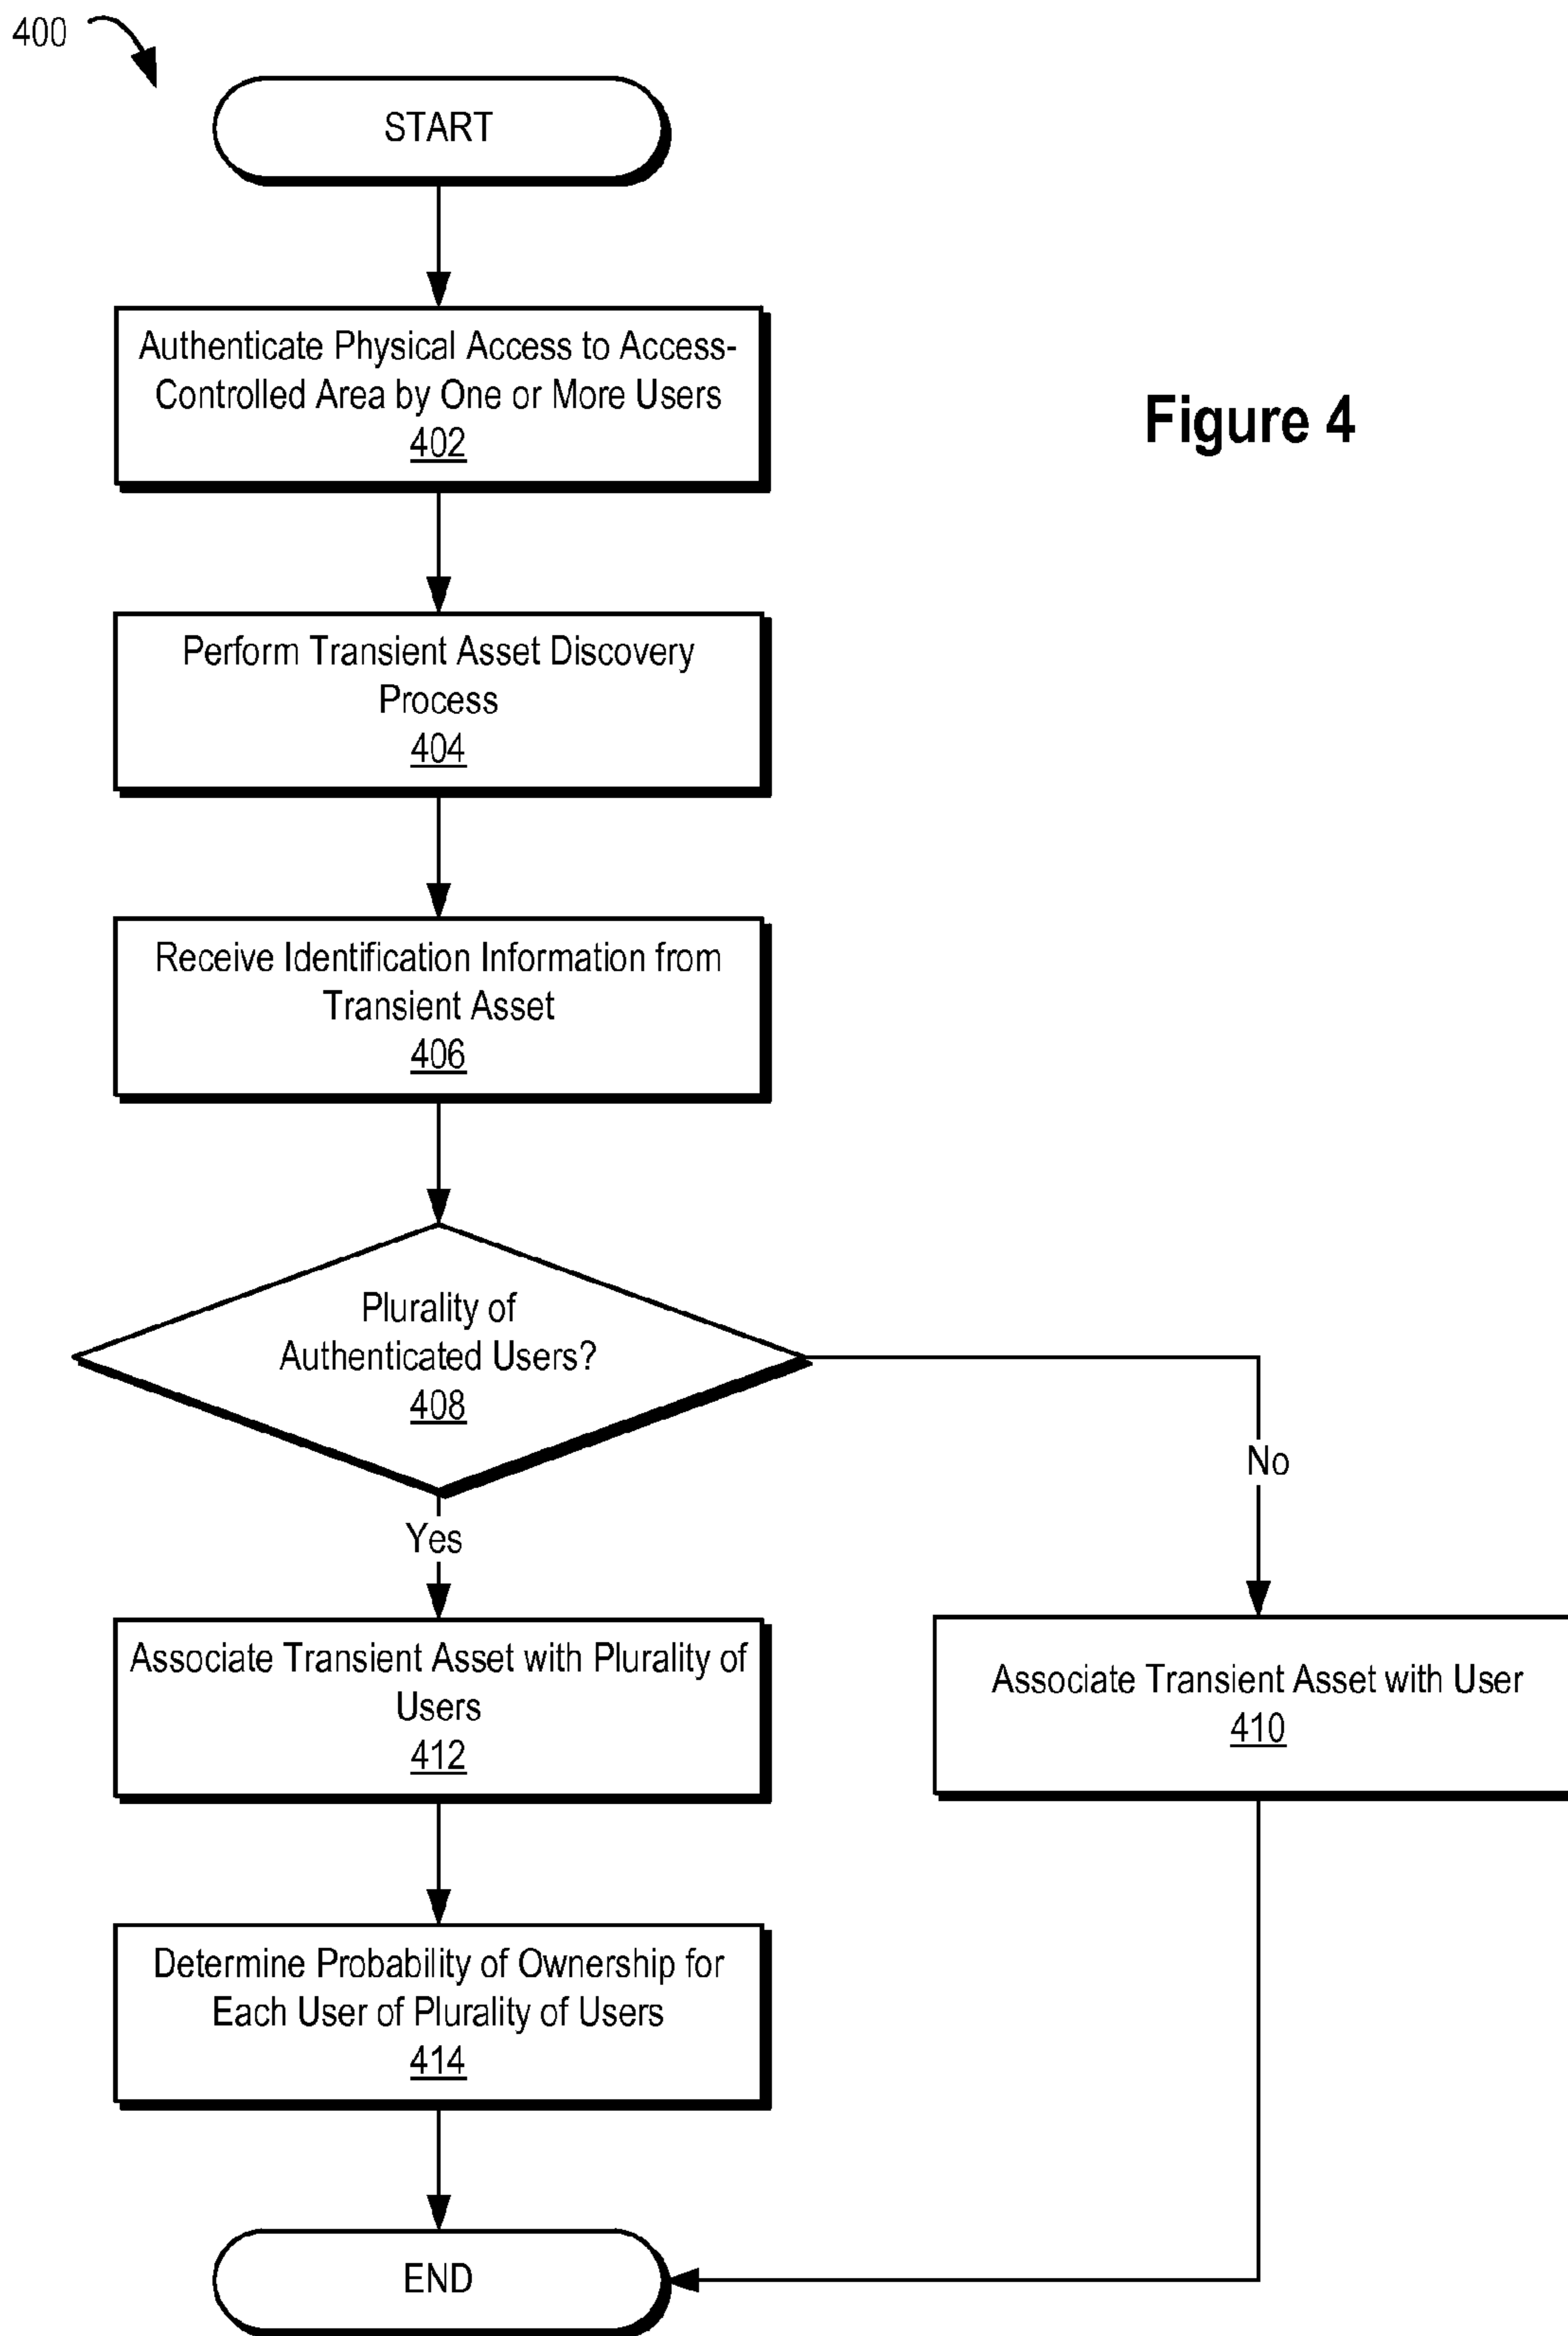 400
START
Authenticate Physical Access to Access-
Controlled Area by One or More Users
402
Figure 4
Perform Transient Asset Discovery
Process
404
Receive Identification Information from
Transient Asset
406
Plurality of
Authenticated Users?
408
No
Yes
Associate Transient Asset with Plurality of
Users
412
Associate Transient Asset with User
410
Determine Probability of Ownership for
Each User of Plurality of Users
414
END